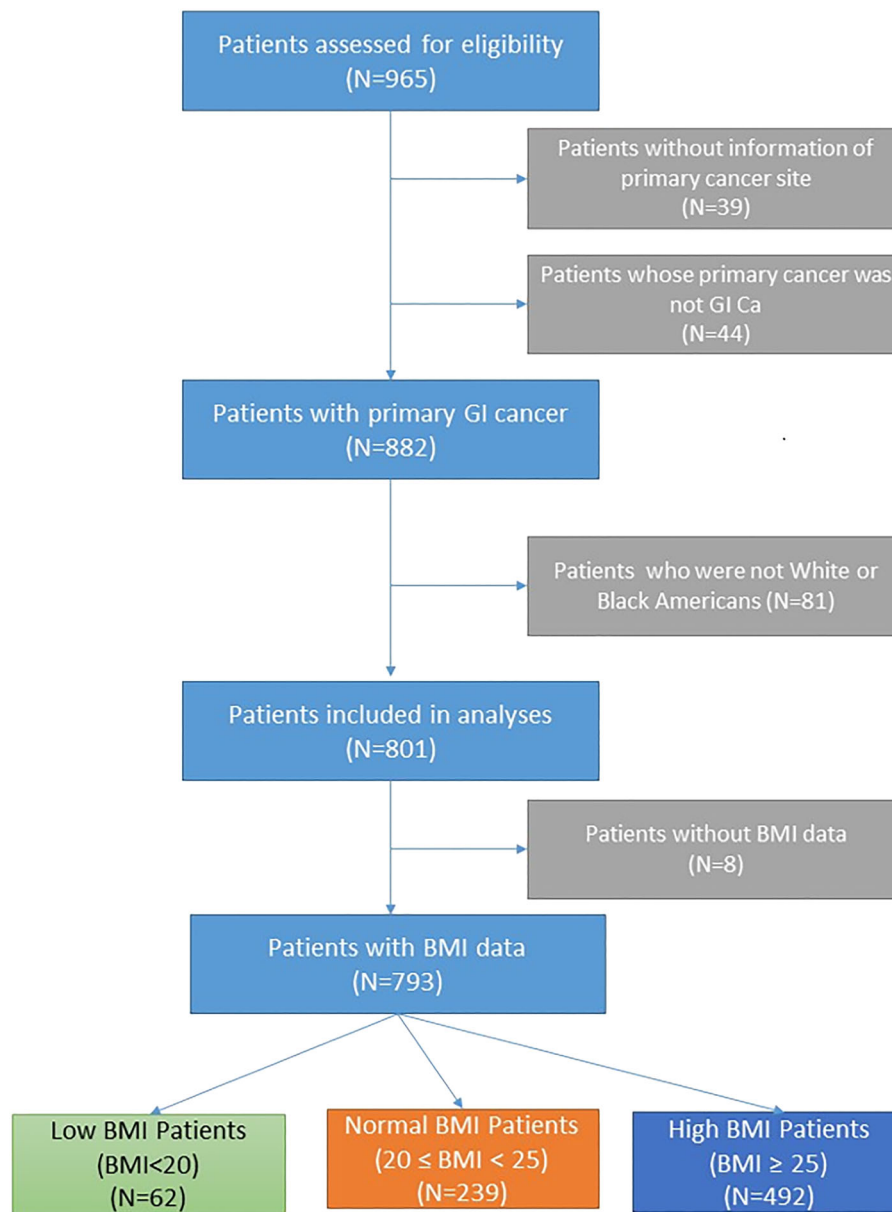 Patients assessed for eligibility
(N=965)
Patients without information of
primary cancer site
(N=39)
Patients whose primary cancer was
not GI Ca
(N=44)
Patients with primary GI cancer
(N=882)
Patients who were not White or
Black Americans (N=81)
Patients included in analyses
(N=801)
Patients without BMI data
(N=8)
Patients with BMI data
(N=793)
Low BMI Patients
(BMI<20)
(N=62)
Normal BMI Patients
(20 ≤ BMI < 25)
(N=239)
High BMI Patients
(BMI ≥ 25)
(N=492)